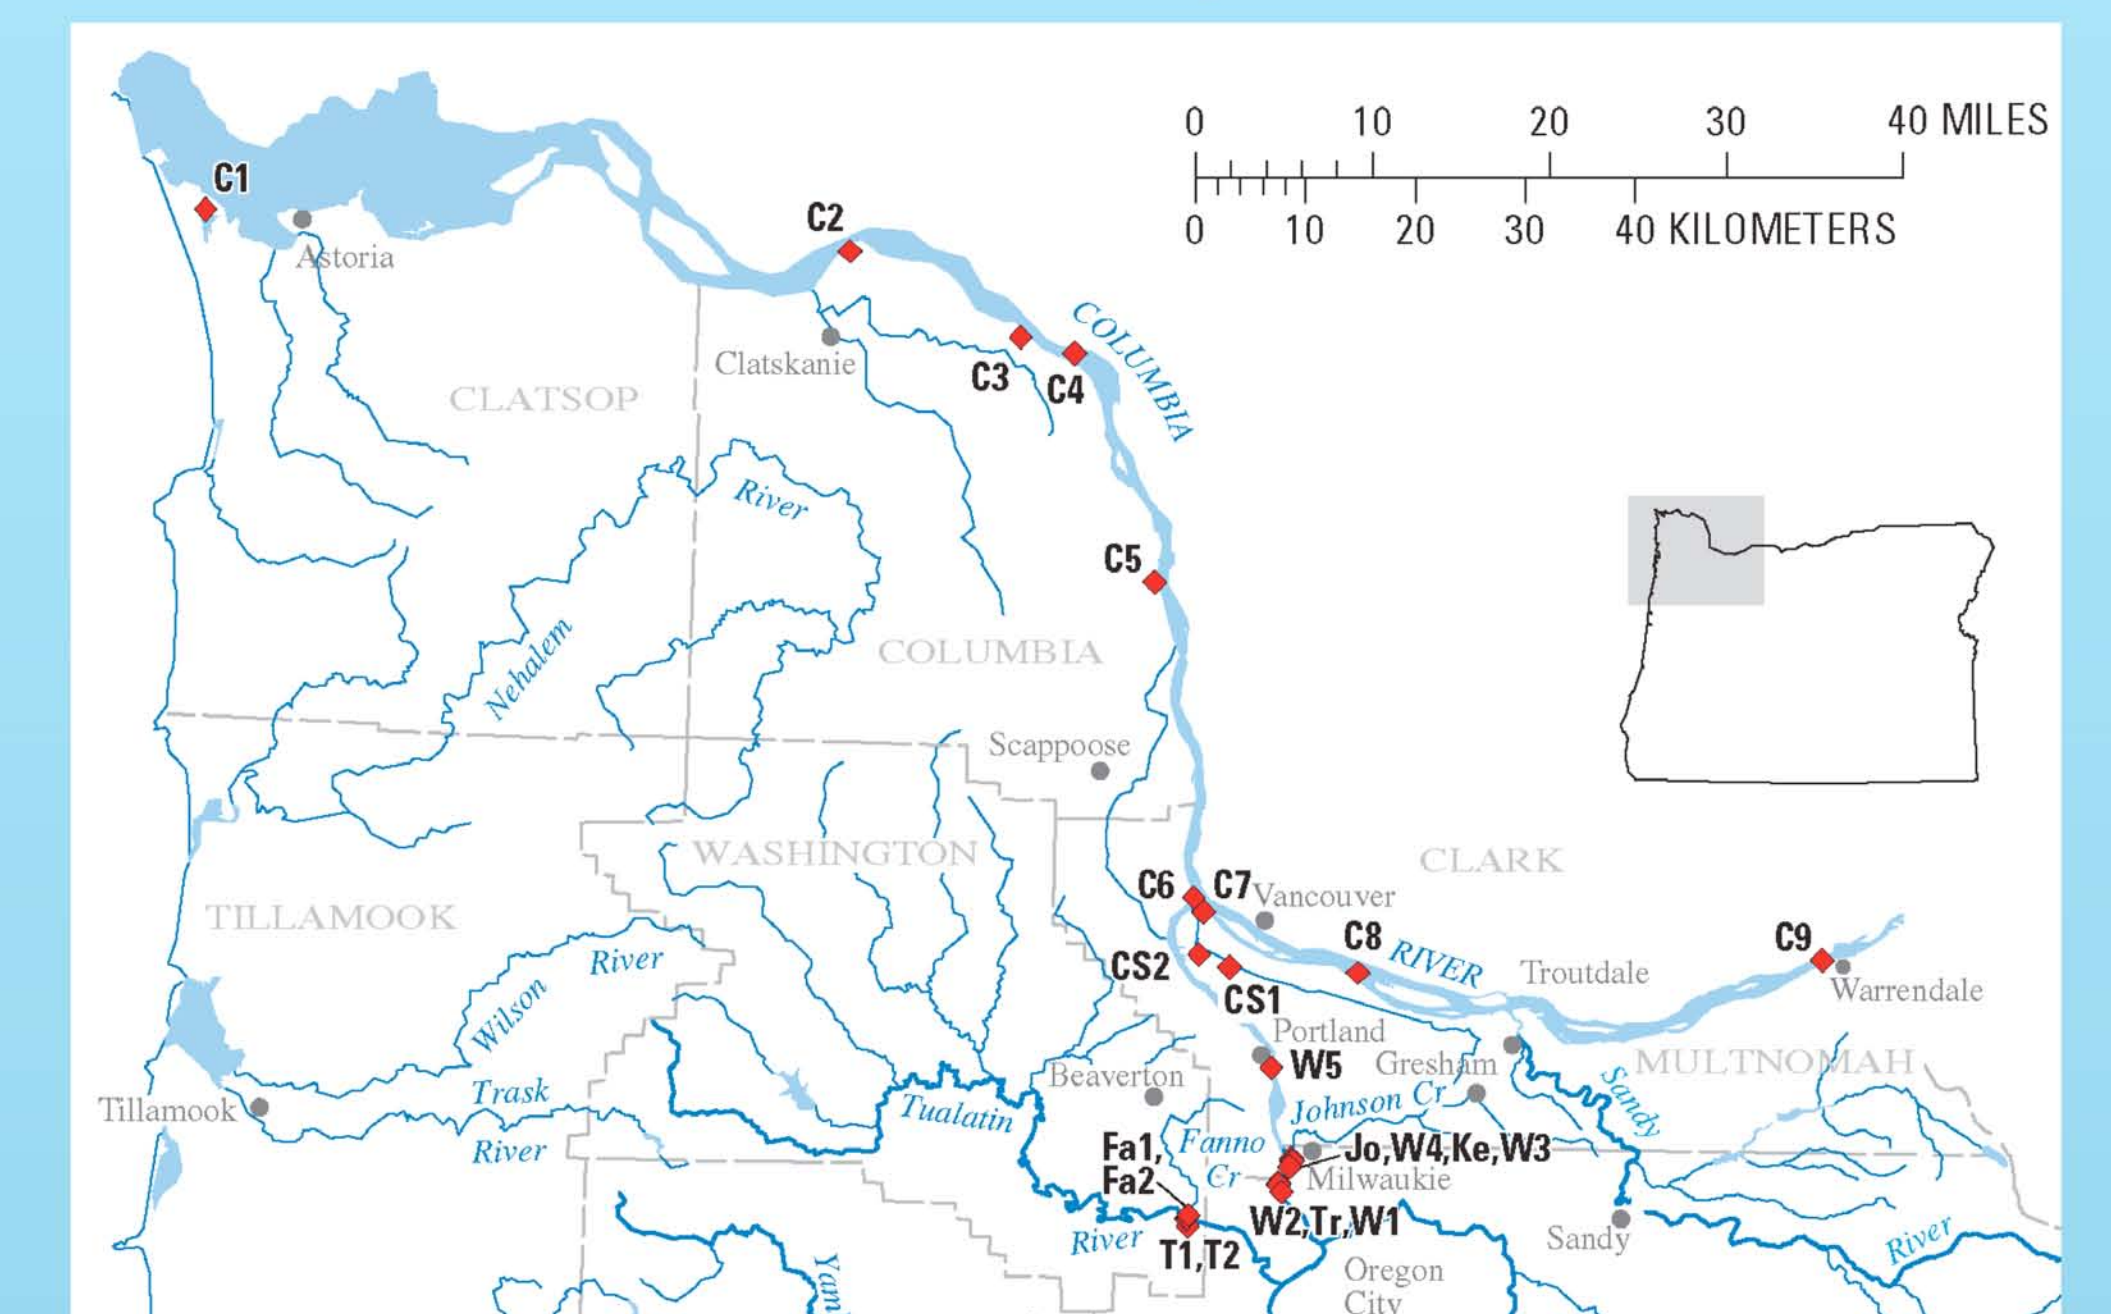 0 10 20 30 40 MILES
0 10 20 30 40 KILOMETERS
C1
Astoria
C2
Clatskanie
C3
C4
COLUMBIA
CLATSOP
River
C5
Nehalem
COLUMBIA
Scappoose
WASHINGTON
CLARK
TILLAMOOK
C6
C7
Vancouver
C8
RIVER
C9
Troutdale
Warrendale
River
CS2
CS1
Wilson
Portland
W5
Gresham
MULTNOMAH
Beaverton
Trask
River
Tillamook
Tualatin
Johnson Cr
Sandy
Fa1,
Fa2
Fanno
Cr
Jo,W4,Ke,W3
Milwaukie
W2,Tr,W1
River
T1,T2
Sandy
River
Oregon
City
Yam